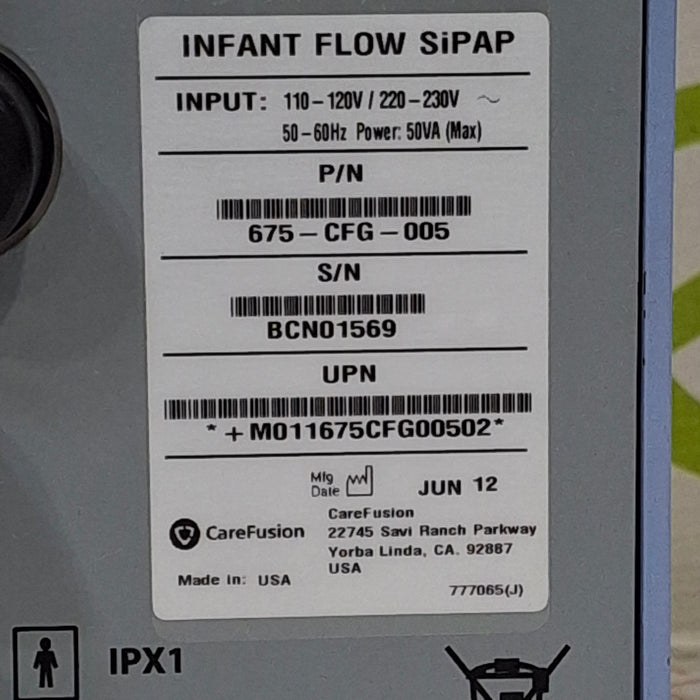 INFANT FLOW SiPAP
INPUT: 110-120V / 220-230V ~
50-60Hz Power: 50VA (Max)
P/N
675-CFG-005
S/N
BCN01569
UPN
*+M011675CFG00502*
Mfg
Date
JUN 12
CareFusion
CareFusion
22745 Savi Ranch Parkway
Yorba Linda, CA. 92887
USA
Made in: USA
777065(J)
IPX1